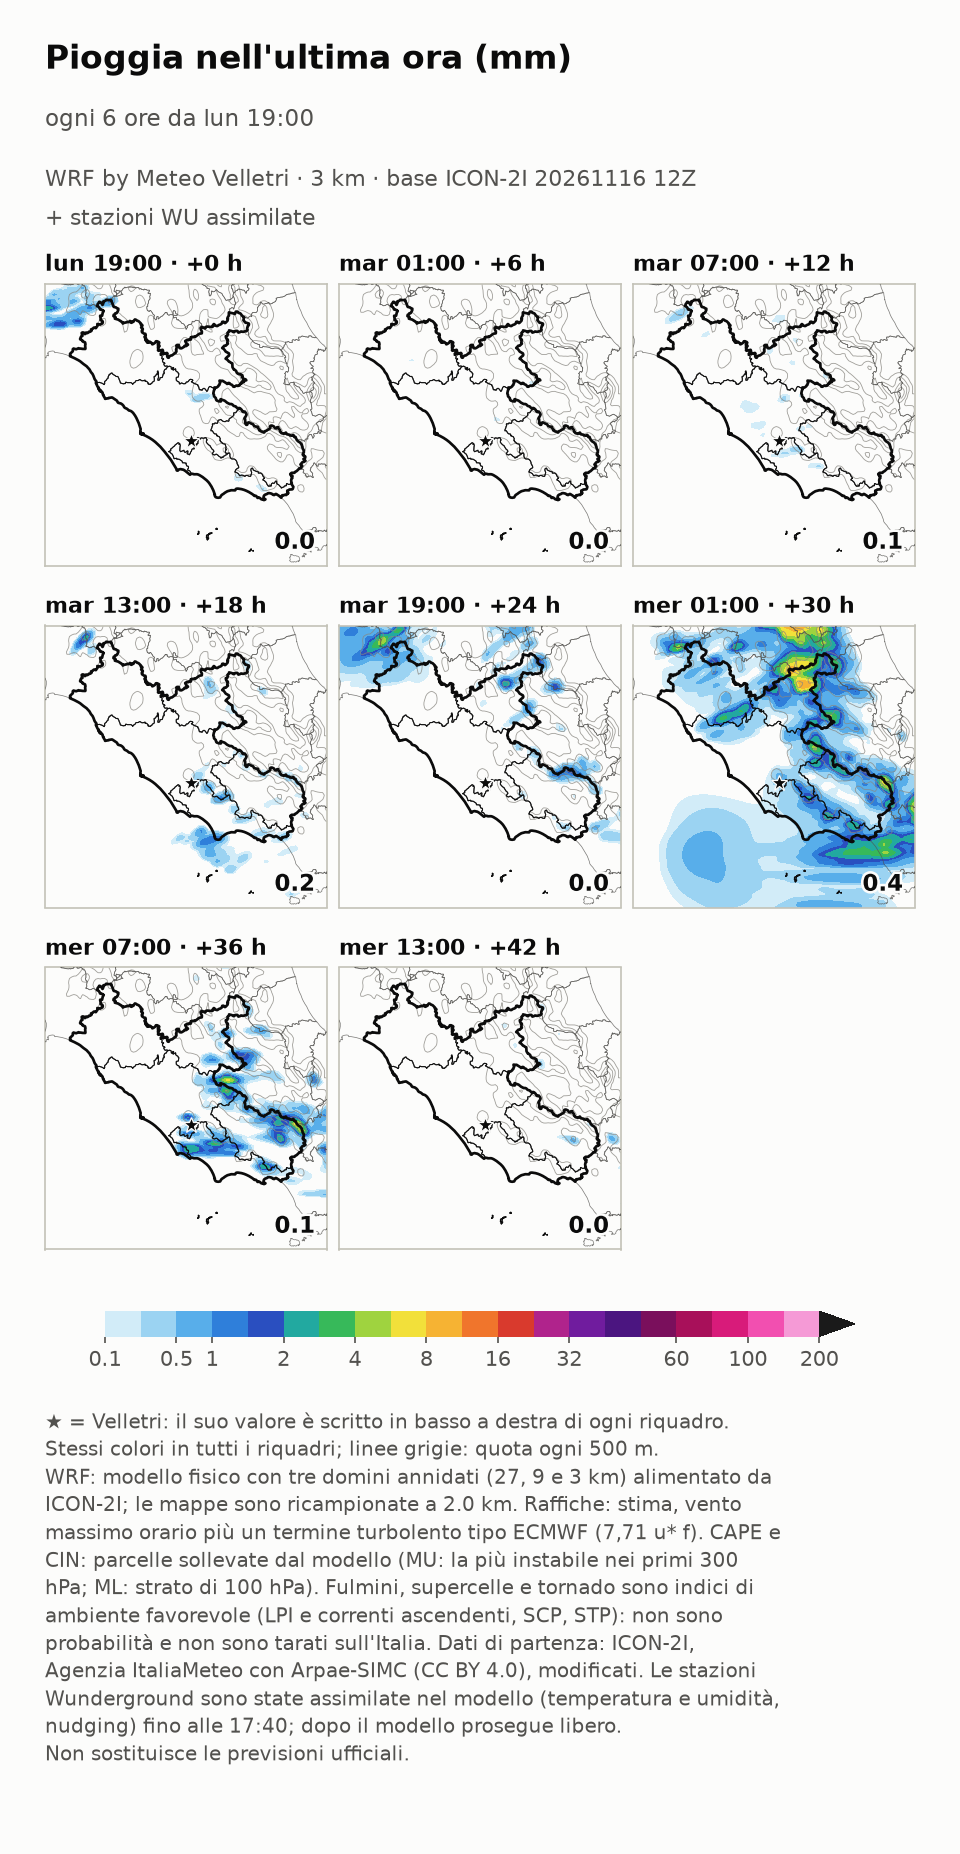 Pioggia nell'ultima ora (mm)
ogni 6 ore da lun 19:00
WRF by Meteo Velletri · 3 km · base ICON-2I 20261116 12Z
+ stazioni WU assimilate
lun 19:00 · +0 h
mar 01:00 · +6 h
mar 07:00 · +12 h
0.0
0.0
0.1
mar 13:00 · +18 h
mar 19:00 · +24 h
mer 01:00 · +30 h
0.2
0.0
0.4
mer 07:00 · +36 h
mer 13:00 · +42 h
0.1
0.0
0.1 0.5 1 2 4 8 16 32 60 100 200
★ = Velletri: il suo valore è scritto in basso a destra di ogni riquadro.
Stessi colori in tutti i riquadri; linee grigie: quota ogni 500 m.
WRF: modello fisico con tre domini annidati (27, 9 e 3 km) alimentato da
ICON-2I; le mappe sono ricampionate a 2.0 km. Raffiche: stima, vento
massimo orario più un termine turbolento tipo ECMWF (7,71 u* f). CAPE e
CIN: parcelle sollevate dal modello (MU: la più instabile nei primi 300
hPa; ML: strato di 100 hPa). Fulmini, supercelle e tornado sono indici di
ambiente favorevole (LPI e correnti ascendenti, SCP, STP): non sono
probabilità e non sono tarati sull'Italia. Dati di partenza: ICON-2I,
Agenzia ItaliaMeteo con Arpae-SIMC (CC BY 4.0), modificati. Le stazioni
Wunderground sono state assimilate nel modello (temperatura e umidità,
nudging) fino alle 17:40; dopo il modello prosegue libero.
Non sostituisce le previsioni ufficiali.